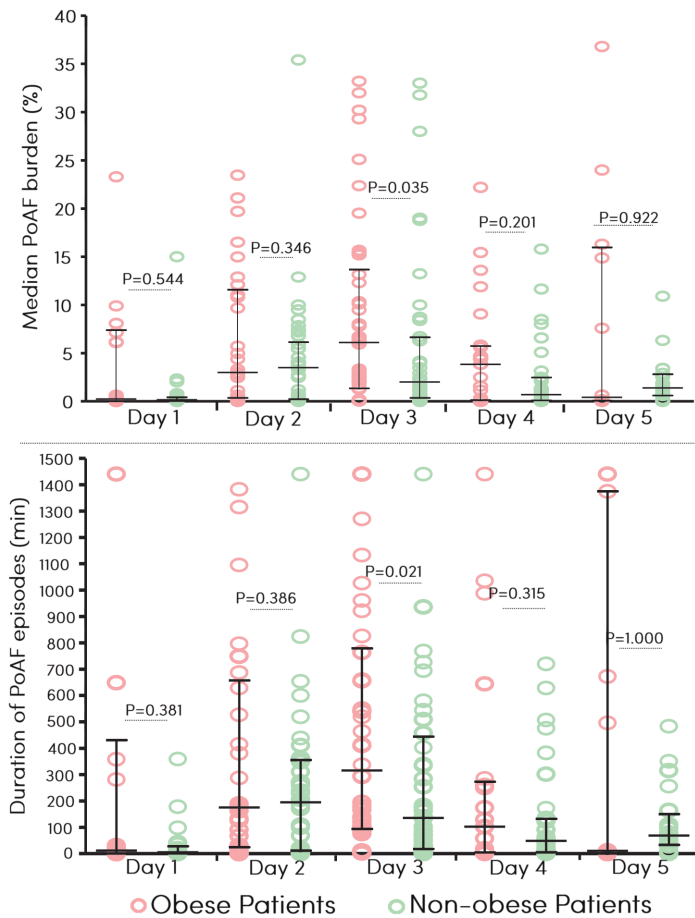 Median PoAF burden (%)
40
35
30
25
20
15
10
5
0
P=0.544
P=0.346
P=0.035
P=0.201
P=0.922
Day 1
Day 2
Day 3
Day 4
Day 5
Duration of PoAF episodes (min)
1500
1400
1300
1200
1100
1000
900
800
700
600
500
400
300
200
100
0
P=0.381
P=0.386
P=0.021
P=0.315
P=1.000
Day 1
Day 2
Day 3
Day 4
Day 5
Obese Patients
Non-obese Patients